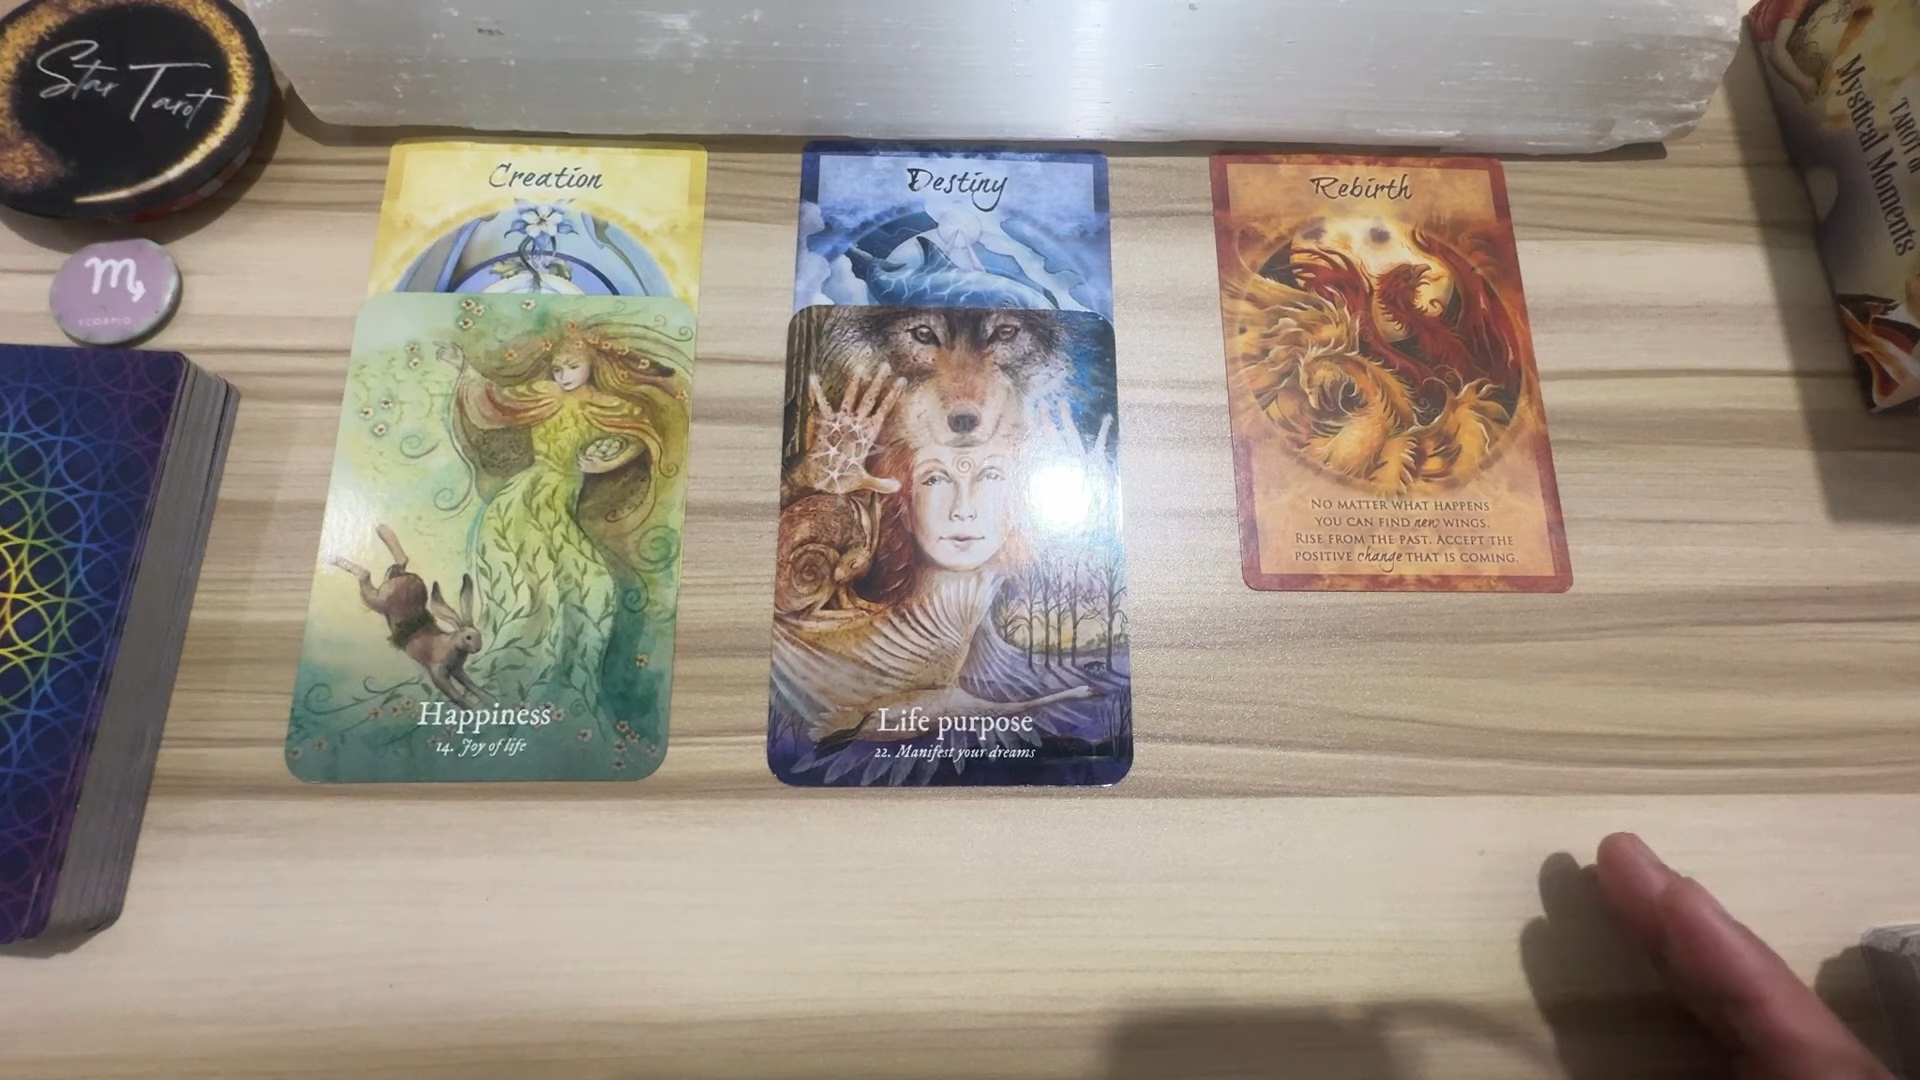 Star Tarot
SCORPIO
Creation
Destiny
Rebirth
NO MATTER WHAT HAPPENS
YOU CAN FIND new WINGS.
RISE FROM THE PAST. ACCEPT THE
POSITIVE change THAT IS COMING.
Happiness
14. Joy of life
Life purpose
22. Manifest your dreams
TAROT of
Mystical Moments